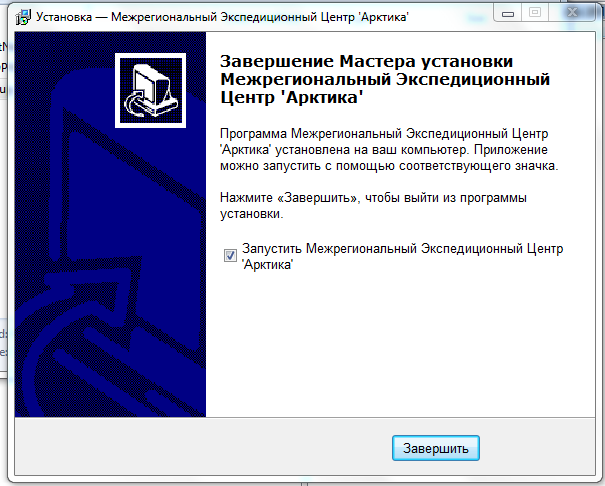 Установка — Межрегиональный Экспедиционный Центр 'Арктика'
Завершение Мастера установки
Межрегиональный Экспедиционный
Центр 'Арктика'
Программа Межрегиональный Экспедиционный Центр
'Арктика' установлена на ваш компьютер. Приложение
можно запустить с помощью соответствующего значка.
Нажмите «Завершить», чтобы выйти из программы
установки.
Запустить Межрегиональный Экспедиционный Центр
'Арктика'
Завершить